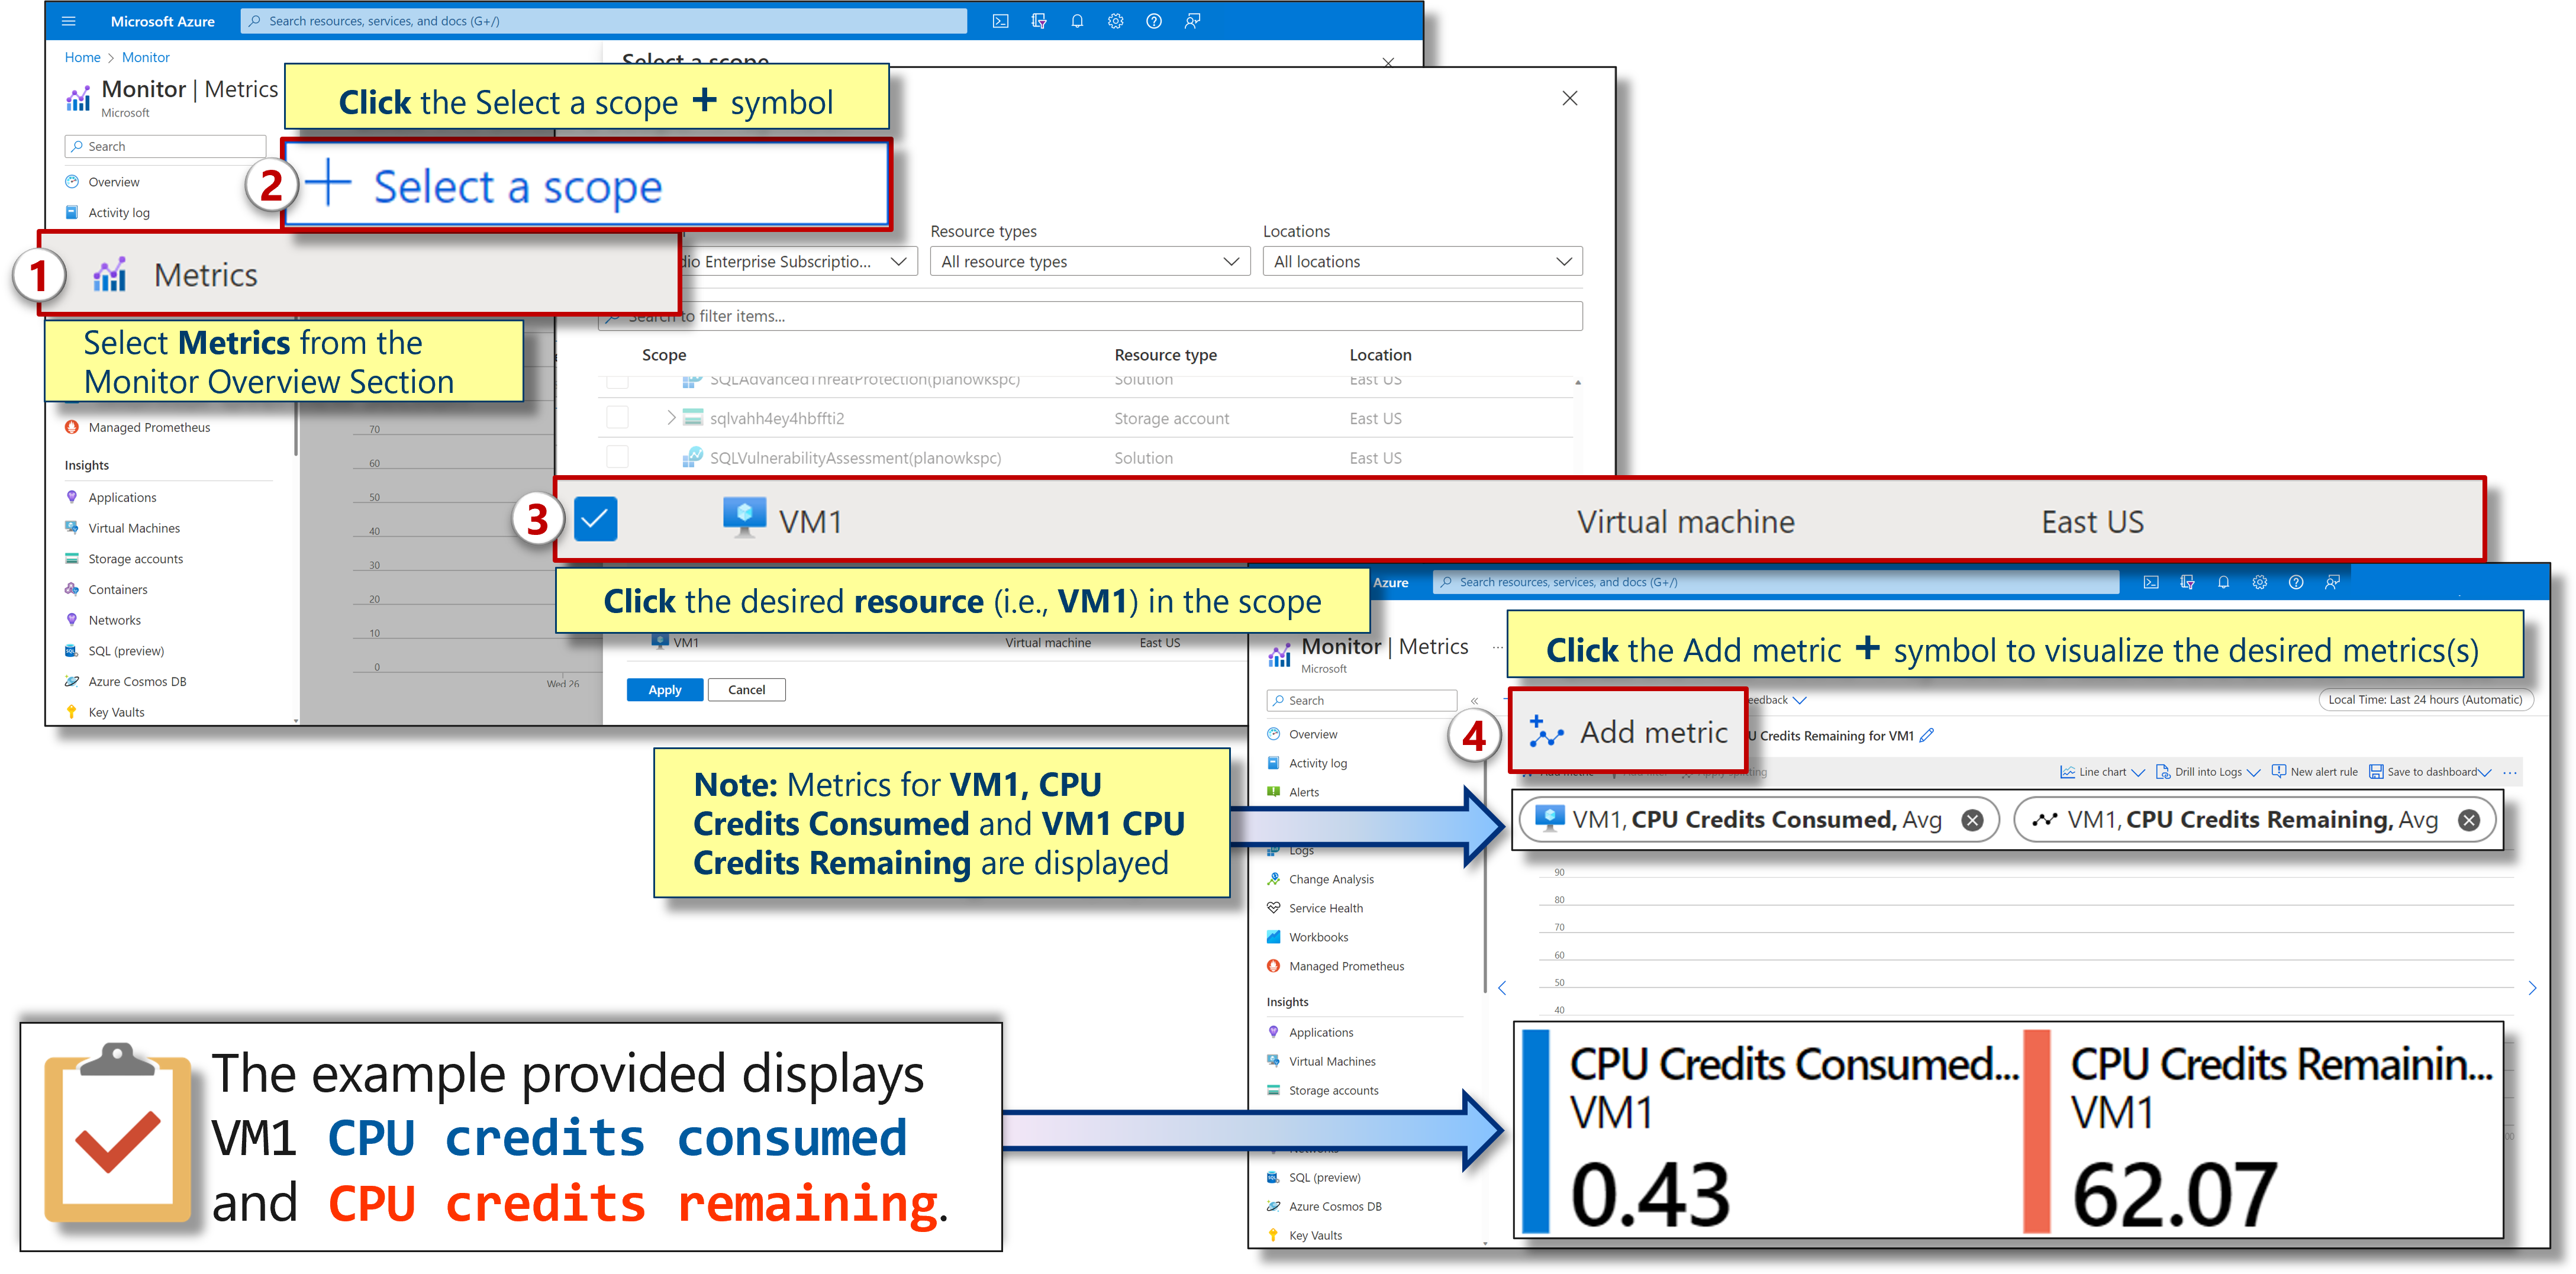 Microsoft Azure
Search resources, services, and docs (G+/)
Home > Monitor
Select a scope
Monitor | Metrics
Microsoft
Click the Select a scope + symbol
Search
Overview
Activity log
2
+ Select a scope
Resource types
Locations
1
Metrics
dio Enterprise Subscriptio...
All resource types
All locations
Search to filter items...
Select Metrics from the
Monitor Overview Section
Scope
Resource type
Location
SQLAdvancedThreatProtection(planowkspc)
Solution
East US
sqlvahh4ey4hbffti2
Storage account
East US
SQLVulnerabilityAssessment(planowkspc)
Solution
East US
Managed Prometheus
Insights
Applications
Virtual Machines
Storage accounts
Containers
Networks
SQL (preview)
Azure Cosmos DB
Key Vaults
70
60
50
40
30
20
10
0
Wed 26
3
VM1
Virtual machine
East US
Click the desired resource (i.e., VM1) in the scope
VM1
Virtual machine
East US
Apply
Cancel
Azure
Search resources, services, and docs (G+/)
Monitor | Metrics
...
Microsoft
Click the Add metric + symbol to visualize the desired metrics(s)
Search
«
eedback
Local Time: Last 24 hours (Automatic)
4
Add metric
Credits Remaining for VM1
Line chart
Drill into Logs
New alert rule
Save to dashboard
...
Note: Metrics for VM1, CPU
Credits Consumed and VM1 CPU
Credits Remaining are displayed
VM1, CPU Credits Consumed, Avg
VM1, CPU Credits Remaining, Avg
Overview
Activity log
Alerts
Logs
Change Analysis
Service Health
Workbooks
Managed Prometheus
Insights
Applications
Virtual Machines
Storage accounts
Networks
SQL (preview)
Azure Cosmos DB
Key Vaults
90
80
70
60
50
40
CPU Credits Consumed...
VM1
0.43
CPU Credits Remainin...
VM1
62.07
The example provided displays
VM1 CPU credits consumed
and CPU credits remaining.